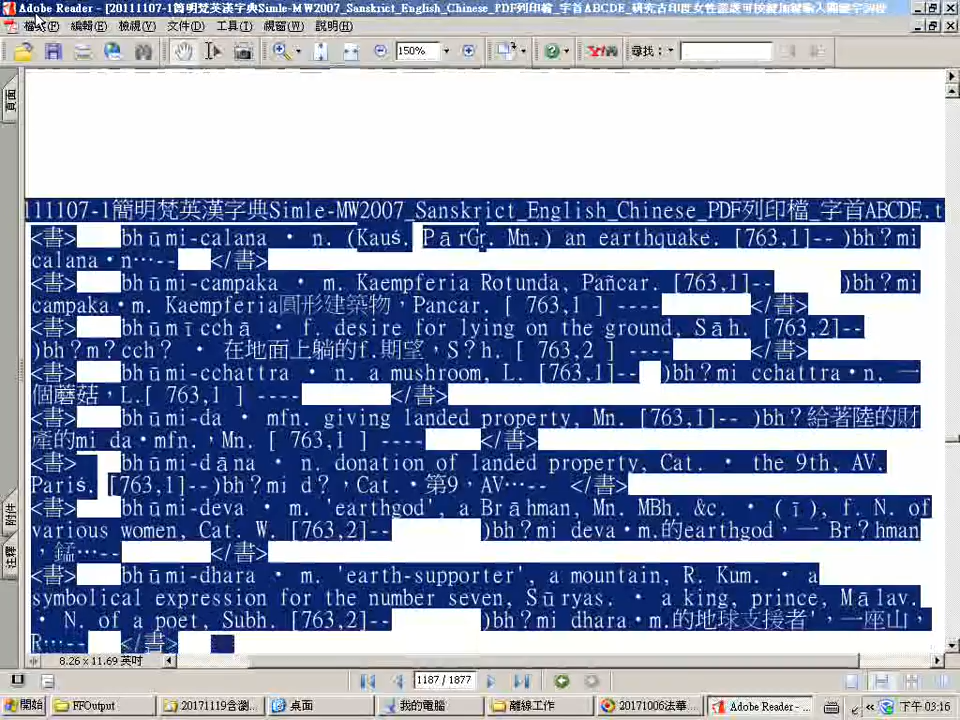 Adobe Reader - [20111107-1簡明梵英漢字典Simle-MW2007_Sanskrict_English_Chinese_PDF列印檔_字首ABCDE_研究古印度女性
檔案(F) 編輯(E) 檢視(V) 文件(D) 工具(T) 視窗(W) 說明(H)
150% 尋找:
頁面
111107-1簡明梵英漢字典Simle-MW2007_Sanskrict_English_Chinese_PDF列印檔_字首ABCDE.t
<書> bhūmi-calana • n. (Kauś. PārGṛ. Mn.) an earthquake. [763,1]-- )bh?mi
calana•n…-- </書>
<書> bhūmi-campaka • m. Kaempferia Rotunda, Pañcar. [763,1]-- )bh?mi
campaka•m. Kaempferia圓形建築物，Pancar. [ 763,1 ] ---- </書>
<書> bhūmīcchā • f. desire for lying on the ground, Sāh. [763,2]--
)bh?m?cch? • 在地面上躺的f.期望，S?h. [ 763,2 ] ---- </書>
<書> bhūmi-cchattra • n. a mushroom, L. [763,1]-- )bh?mi cchattra•n. 一
個蘑菇，L.[ 763,1 ] ---- </書>
<書> bhūmi-da • mfn. giving landed property, Mn. [763,1]-- )bh?給著陸的財
產的mi da•mfn.，Mn. [ 763,1 ] ---- </書>
<書> bhūmi-dāna • n. donation of landed property, Cat. • the 9th, AV.
Pariś. [763,1]--)bh?mi d?，Cat.•第9，AV…-- </書>
<書> bhūmi-deva • m. 'earthgod', a Brāhman, Mn. MBh. &c. • (ī), f. N. of
various women, Cat. W. [763,2]-- )bh?mi deva•m.的earthgod，一 Br?hman
，錳…-- </書>
<書> bhūmi-dhara • m. 'earth-supporter', a mountain, R. Kum. • a
symbolical expression for the number seven, Sūryas. • a king, prince, Mālav.
• N. of a poet, Subh. [763,2]-- )bh?mi dhara•m.的地球支援者'，一座山，
R…-- </書>
附件
注釋
8.26 x 11.69 英吋
1187 / 1877
開始 FFOutput 20171119含瀏... 桌面 我的電腦 離線工作 20171006法華... Adobe Reader - ... 下午 03:16